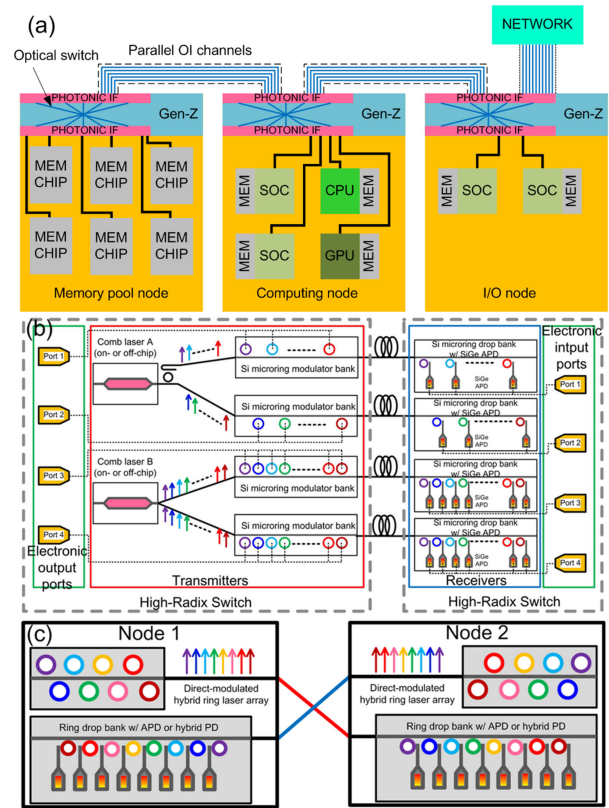 (a)
NETWORK
Optical switch
Parallel OI channels
PHOTONIC IF
Gen-Z
PHOTONIC IF
MEM CHIP
MEM CHIP
MEM CHIP
MEM CHIP
MEM CHIP
MEM CHIP
Memory pool node
PHOTONIC IF
Gen-Z
PHOTONIC IF
MEM
SOC
CPU
MEM
MEM
SOC
GPU
MEM
Computing node
PHOTONIC IF
Gen-Z
PHOTONIC IF
MEM
SOC
SOC
MEM
I/O node
(b)
Port 1
Port 2
Port 3
Port 4
Electronic
output
ports
Comb laser A
(on- or off-chip)
Comb laser B
(on- or off-chip)
Si microring modulator bank
Si microring modulator bank
Si microring modulator bank
Si microring modulator bank
Transmitters
High-Radix Switch
Si microring drop bank
w/ SiGe APD
SiGe
APD
Si microring drop bank
w/ SiGe APD
SiGe
APD
Si microring drop bank
w/ SiGe APD
SiGe
APD
Si microring drop bank
w/ SiGe APD
SiGe
APD
Receivers
High-Radix Switch
Electronic
intput
ports
Port 1
Port 2
Port 3
Port 4
(c)
Node 1
Direct-modulated
hybrid ring laser array
Ring drop bank w/ APD or hybrid PD
Node 2
Direct-modulated
hybrid ring laser array
Ring drop bank w/ APD or hybrid PD